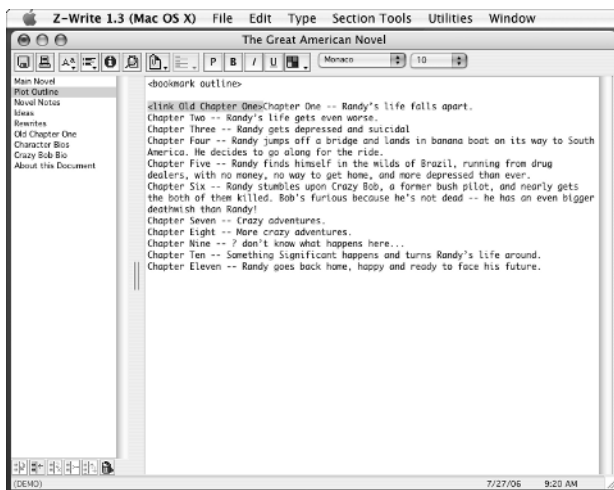 Z-Write 1.3 (Mac OS X) File Edit Type Section Tools Utilities Window
The Great American Novel
P B I U Monaco 10
Main Novel
Plot Outline
Novel Notes
Ideas
Rewrites
Old Chapter One
Character Bios
Crazy Bob Bio
About this Document
<bookmark outline>
<link Old Chapter One>Chapter One -- Randy's life falls apart.
Chapter Two -- Randy's life gets even worse.
Chapter Three -- Randy gets depressed and suicidal
Chapter Four -- Randy jumps off a bridge and lands in banana boat on its way to South
America. He decides to go along for the ride.
Chapter Five -- Randy finds himself in the wilds of Brazil, running from drug
dealers, with no money, no way to get home, and more depressed than ever.
Chapter Six -- Randy stumbles upon Crazy Bob, a former bush pilot, and nearly gets
the both of them killed. Bob's furious because he's not dead -- he has an even bigger
deathwish than Randy!
Chapter Seven -- Crazy adventures.
Chapter Eight -- More crazy adventures.
Chapter Nine -- ? don't know what happens here...
Chapter Ten -- Something Significant happens and turns Randy's life around.
Chapter Eleven -- Randy goes back home, happy and ready to face his future.
(DEMO) 7/27/06 9:20 AM